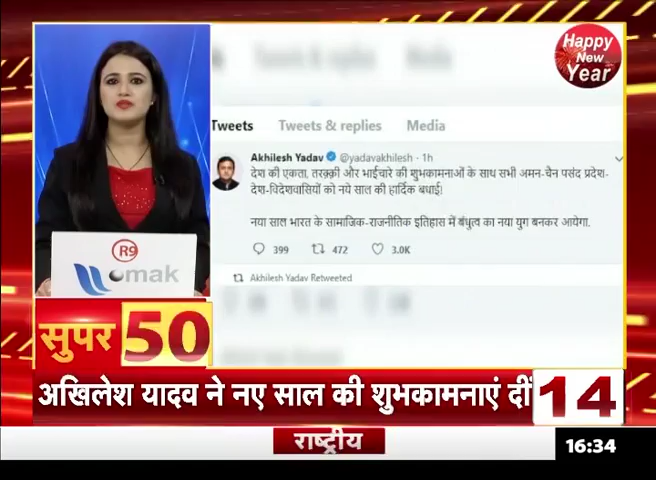 Happy
New
Year
Tweets Tweets & replies Media
Akhilesh Yadav @yadavakhilesh · 1h
देश की एकता, तरक़्क़ी और भाईचारे की शुभकामनाओं के साथ सभी अमन-चैन पसंद प्रदेश-
देश-विदेशवासियों को नये साल की हार्दिक बधाई!
नया साल भारत के सामाजिक-राजनीतिक इतिहास में बंधुत्व का नया युग बनकर आयेगा.
399 472 3.0K
Akhilesh Yadav Retweeted
R9
omak
सुपर 50
अखिलेश यादव ने नए साल की शुभकामनाएं दीं 14
राष्ट्रीय 16:34